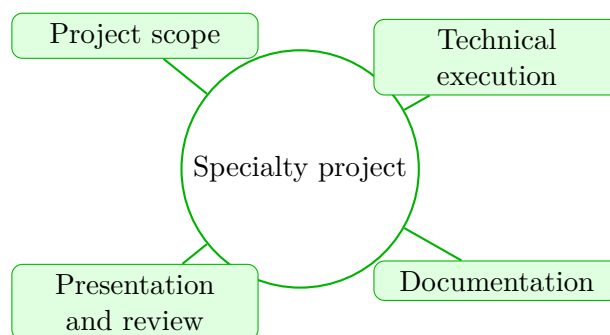 Project scope
Technical
execution
Specialty project
Presentation
and review
Documentation